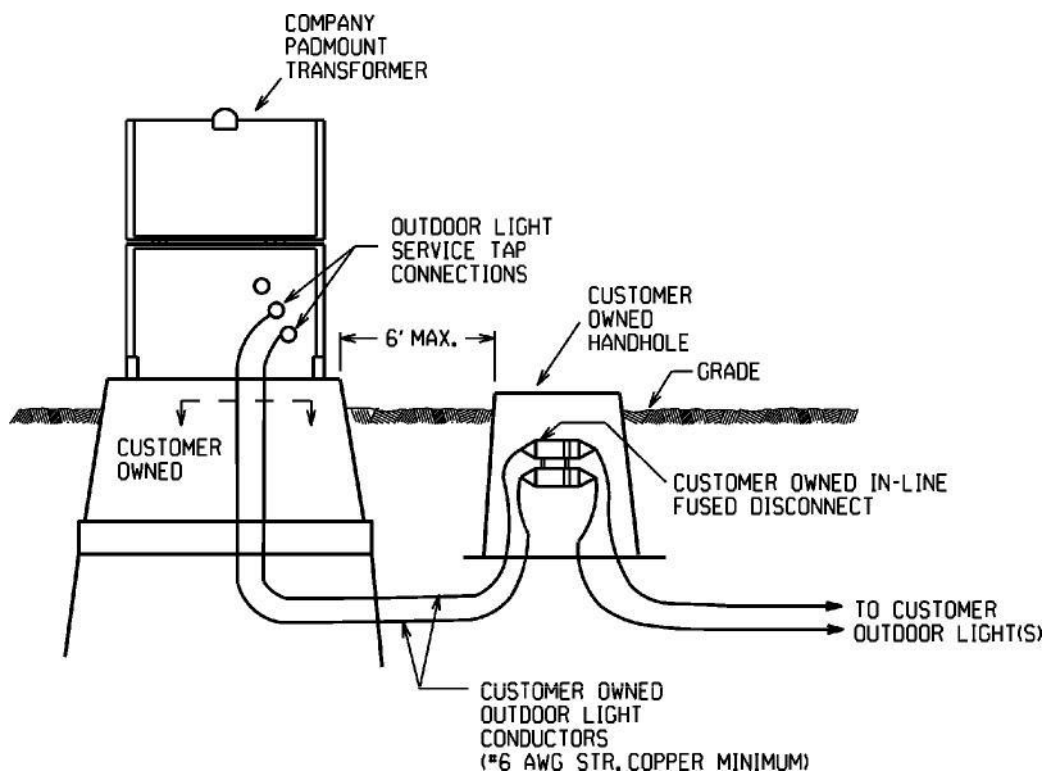 COMPANY
PADMOUNT
TRANSFORMER
OUTDOOR LIGHT
SERVICE TAP
CONNECTIONS
CUSTOMER
OWNED
HANDHOLE
6' MAX.
GRADE
CUSTOMER
OWNED
CUSTOMER OWNED IN-LINE
FUSED DISCONNECT
TO CUSTOMER
OUTDOOR LIGHT(S)
CUSTOMER OWNED
OUTDOOR LIGHT
CONDUCTORS
(#6 AWG STR. COPPER MINIMUM)